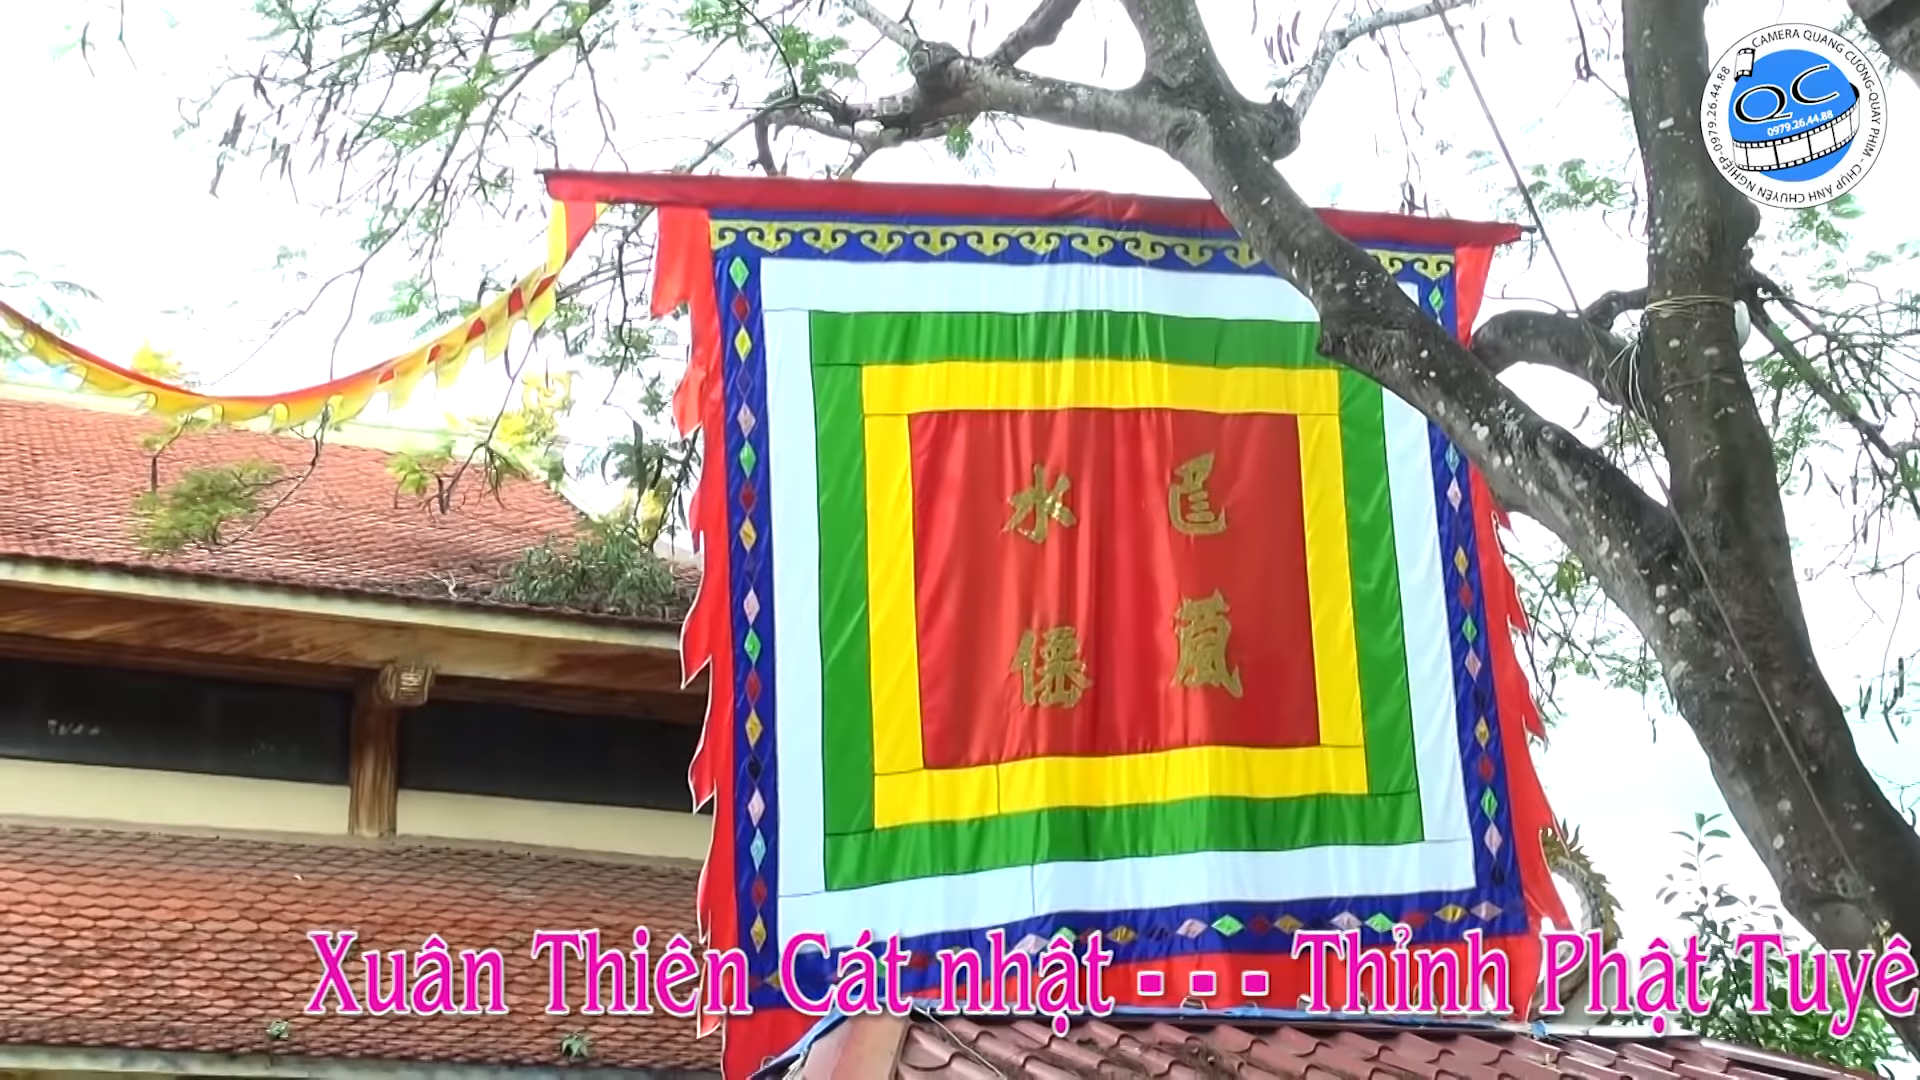 CAMERA QUANG CƯỜNG-QUAY PHIM - CHỤP ẢNH CHUYÊN NGHIỆP-0979.26.44.88
QC
0979.26.44.88
水
Xuân Thiên Cát nhật - - - Thỉnh Phật Tuyê